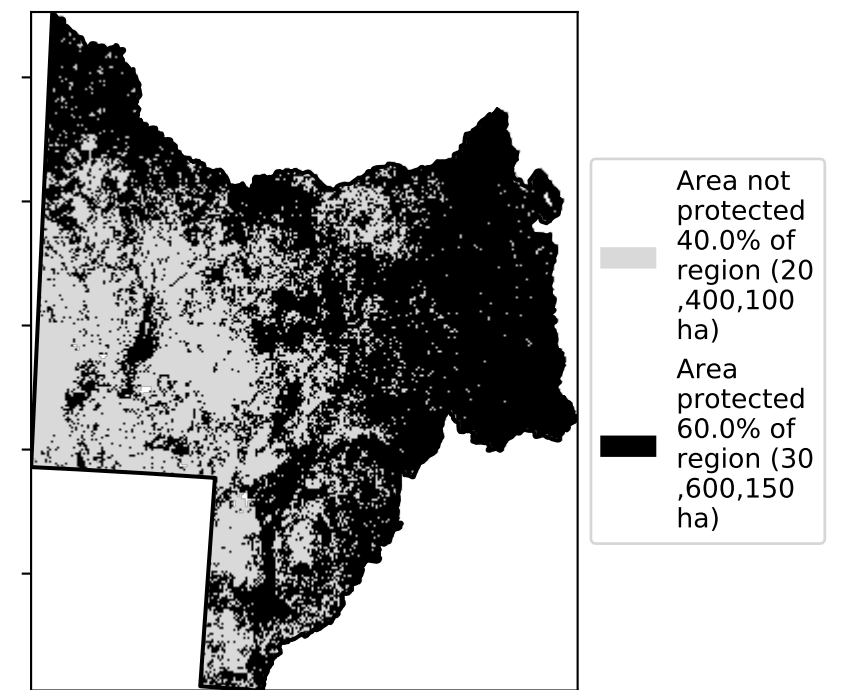 Area not
protected
40.0% of
region (20
,400,100
ha)
Area
protected
60.0% of
region (30
,600,150
ha)